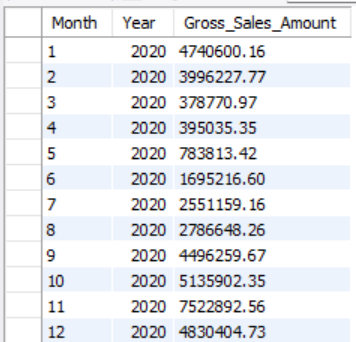 Month Year Gross_Sales_Amount
1 2020 4740600.16
2 2020 3996227.77
3 2020 378770.97
4 2020 395035.35
5 2020 783813.42
6 2020 1695216.60
7 2020 2551159.16
8 2020 2786648.26
9 2020 4496259.67
10 2020 5135902.35
11 2020 7522892.56
12 2020 4830404.73